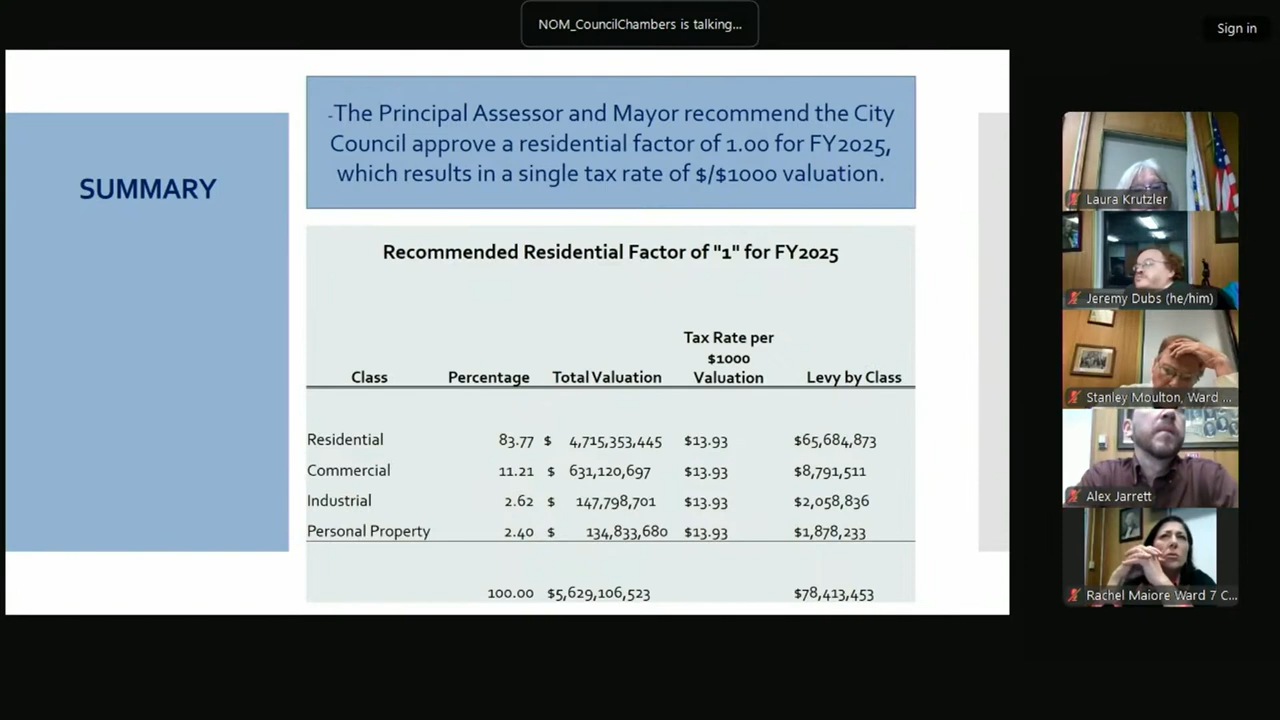 NOM_CouncilChambers is talking...
Sign in
SUMMARY
-The Principal Assessor and Mayor recommend the City
Council approve a residential factor of 1.00 for FY2025,
which results in a single tax rate of $/$1000 valuation.
Recommended Residential Factor of "1" for FY2025
Class Percentage Total Valuation Tax Rate per $1000 Valuation Levy by Class
Residential 83.77 $ 4,715,353,445 $13.93 $65,684,873
Commercial 11.21 $ 631,120,697 $13.93 $8,791,511
Industrial 2.62 $ 147,798,701 $13.93 $2,058,836
Personal Property 2.40 $ 134,833,680 $13.93 $1,878,233
100.00 $5,629,106,523 $78,413,453
Laura Krutzler
Jeremy Dubs (he/him)
Stanley Moulton, Ward ...
Alex Jarrett
Rachel Maiore Ward 7 C...